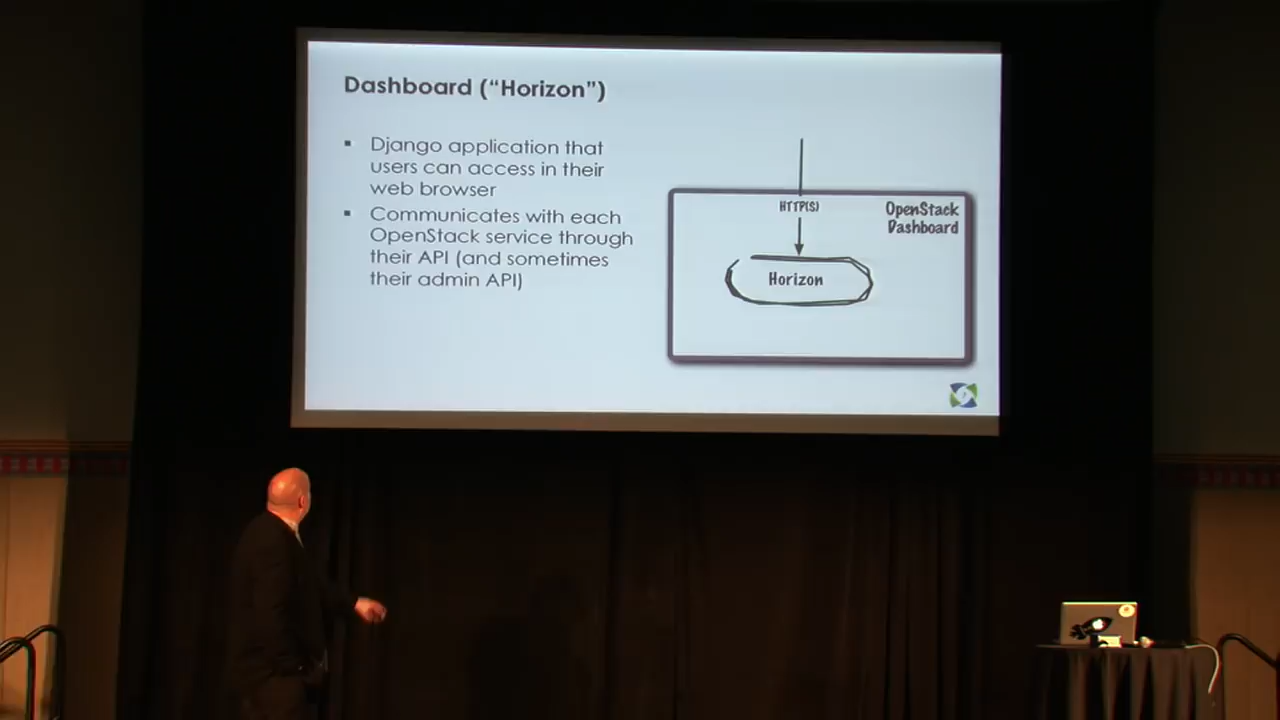 Dashboard (“Horizon”)
▪ Django application that
users can access in their
web browser
▪ Communicates with each
OpenStack service through
their API (and sometimes
their admin API)
HTTP(S)
OpenStack
Dashboard
Horizon